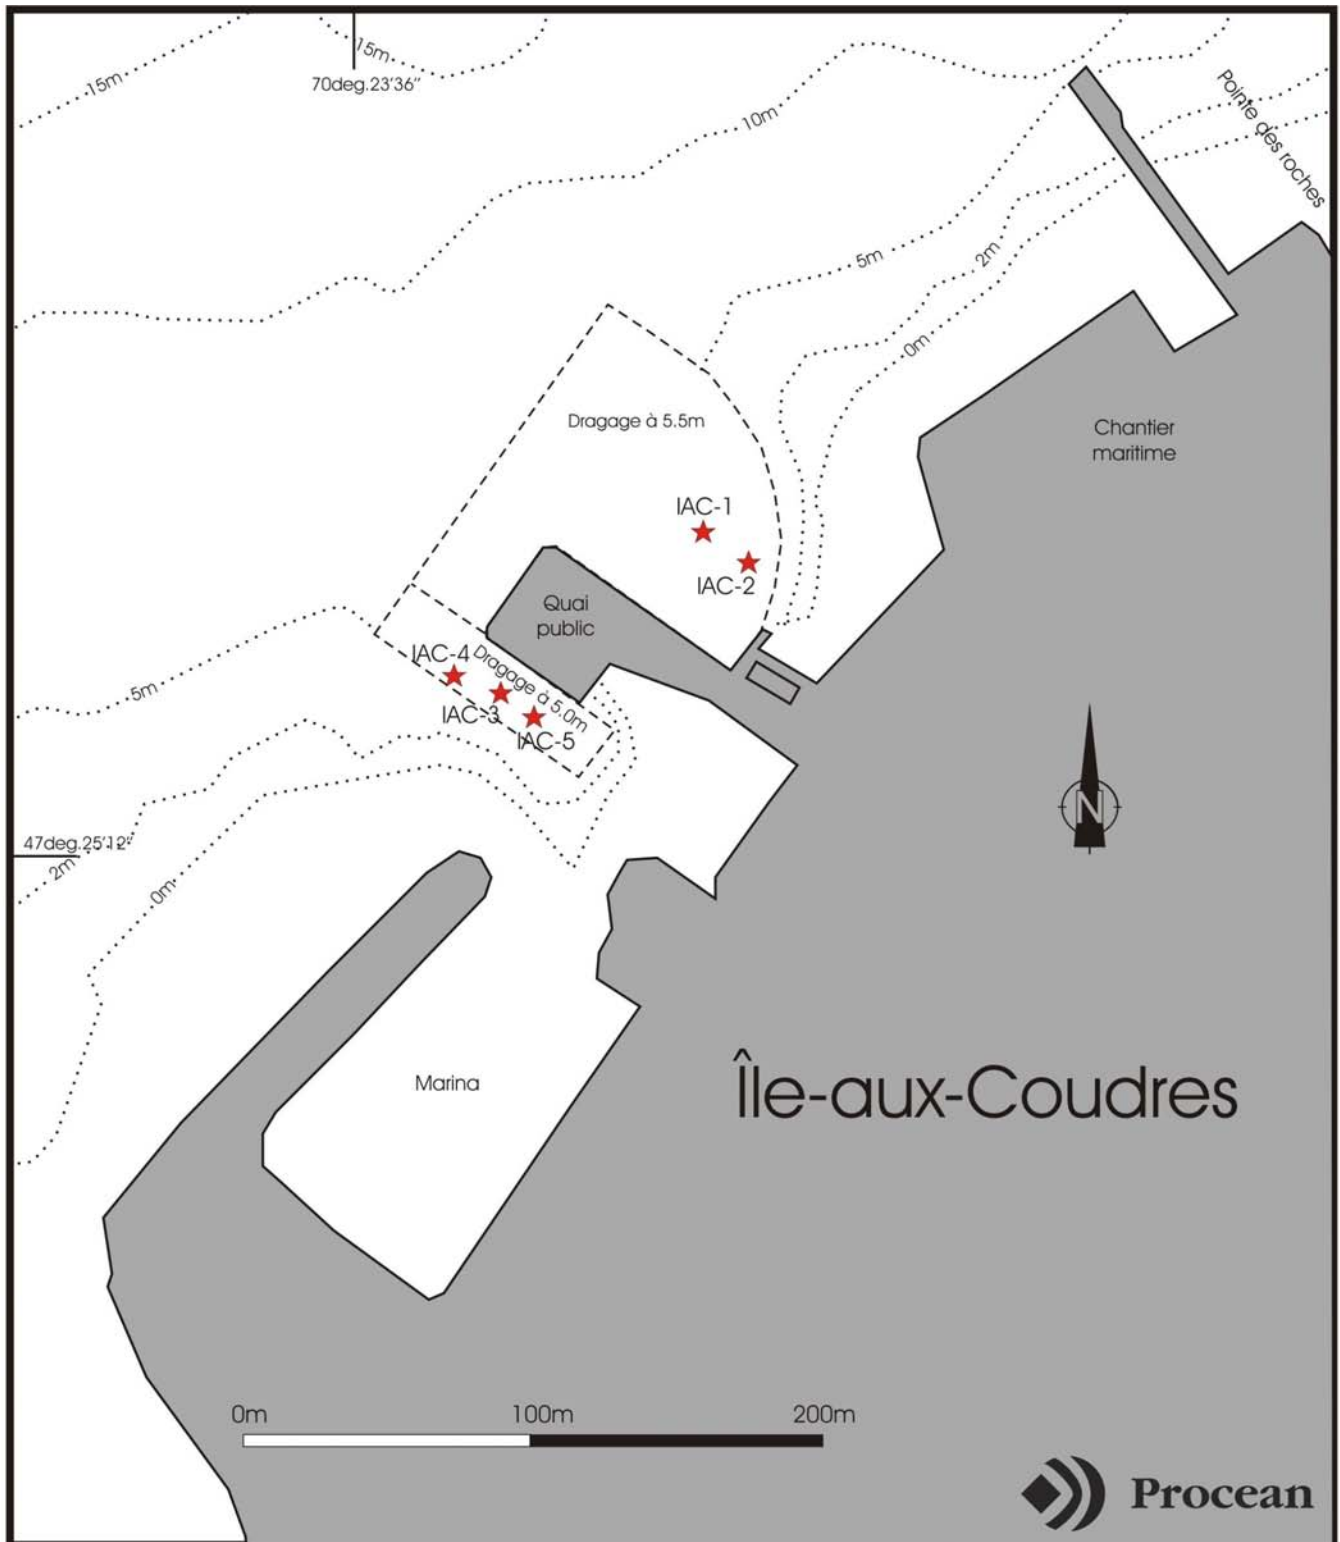 15m
15m
70deg.23'36"
10m
Pointe des roches
5m
2m
0m
Dragage à 5.5m
Chantier
maritime
IAC-1
IAC-2
Quai
public
IAC-4
Dragage à 5.0m
IAC-3
IAC-5
5m
N
47deg.25'12"
2m
0m
Marina
Île-aux-Coudres
0m 100m 200m
Procean